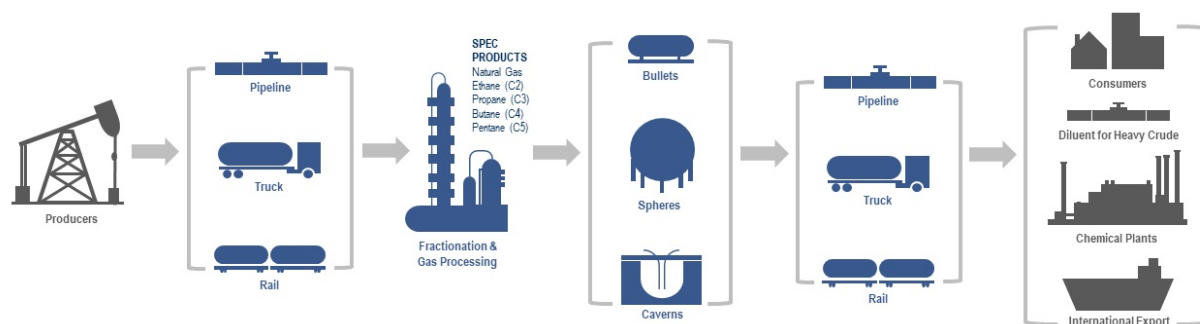 Producers
Pipeline
Truck
Rail
SPEC
PRODUCTS
Natural Gas
Ethane (C2)
Propane (C3)
Butane (C4)
Pentane (C5)
Fractionation &
Gas Processing
Bullets
Spheres
Caverns
Pipeline
Truck
Rail
Consumers
Diluent for Heavy Crude
Chemical Plants
International Export